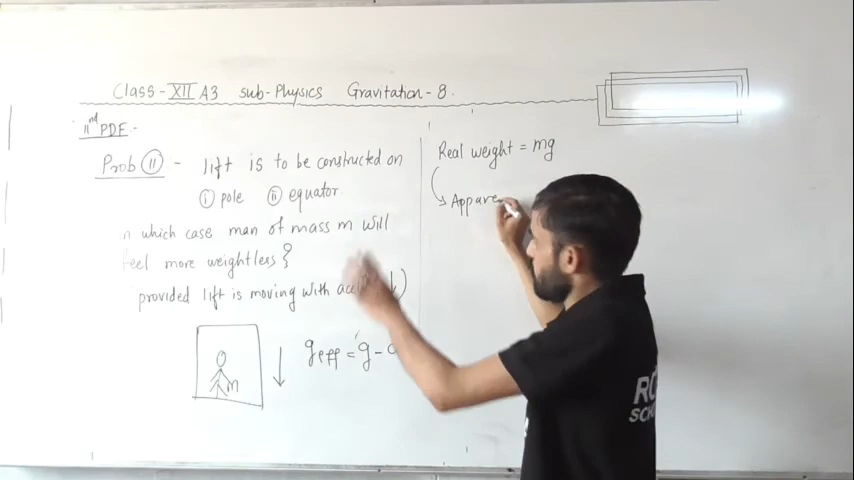 Class - XII A3 sub-Physics Gravitation - 8.
IInd PDF -
Prob (11) - lift is to be constructed on
(i) pole (ii) equator.
which case man of mass m will
feel more weightless?
provided lift is moving with
m
geff = g -
Real weight = mg
Appare